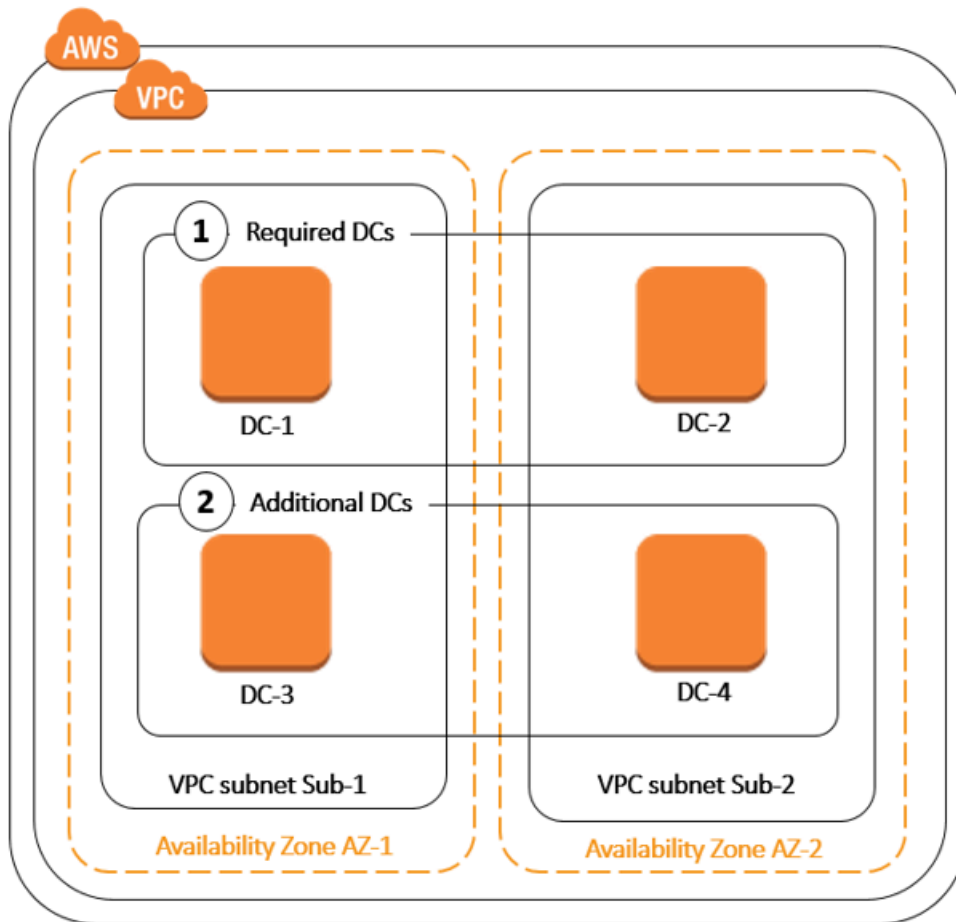 AWS
VPC
1 Required DCs
DC-1
DC-2
2 Additional DCs
DC-3
DC-4
VPC subnet Sub-1
VPC subnet Sub-2
Availability Zone AZ-1
Availability Zone AZ-2